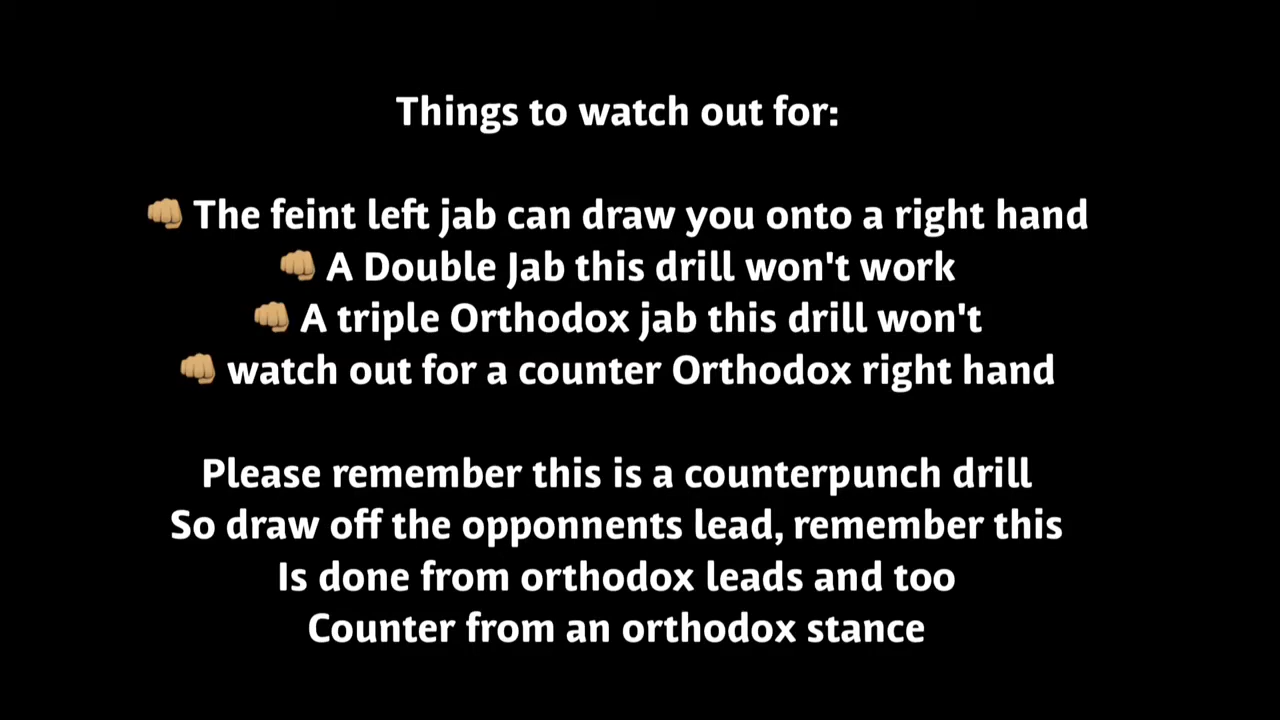 Things to watch out for:
👊🏼 The feint left jab can draw you onto a right hand
👊🏼 A Double Jab this drill won't work
👊🏼 A triple Orthodox jab this drill won't
👊🏼 watch out for a counter Orthodox right hand
Please remember this is a counterpunch drill
So draw off the opponnents lead, remember this
Is done from orthodox leads and too
Counter from an orthodox stance